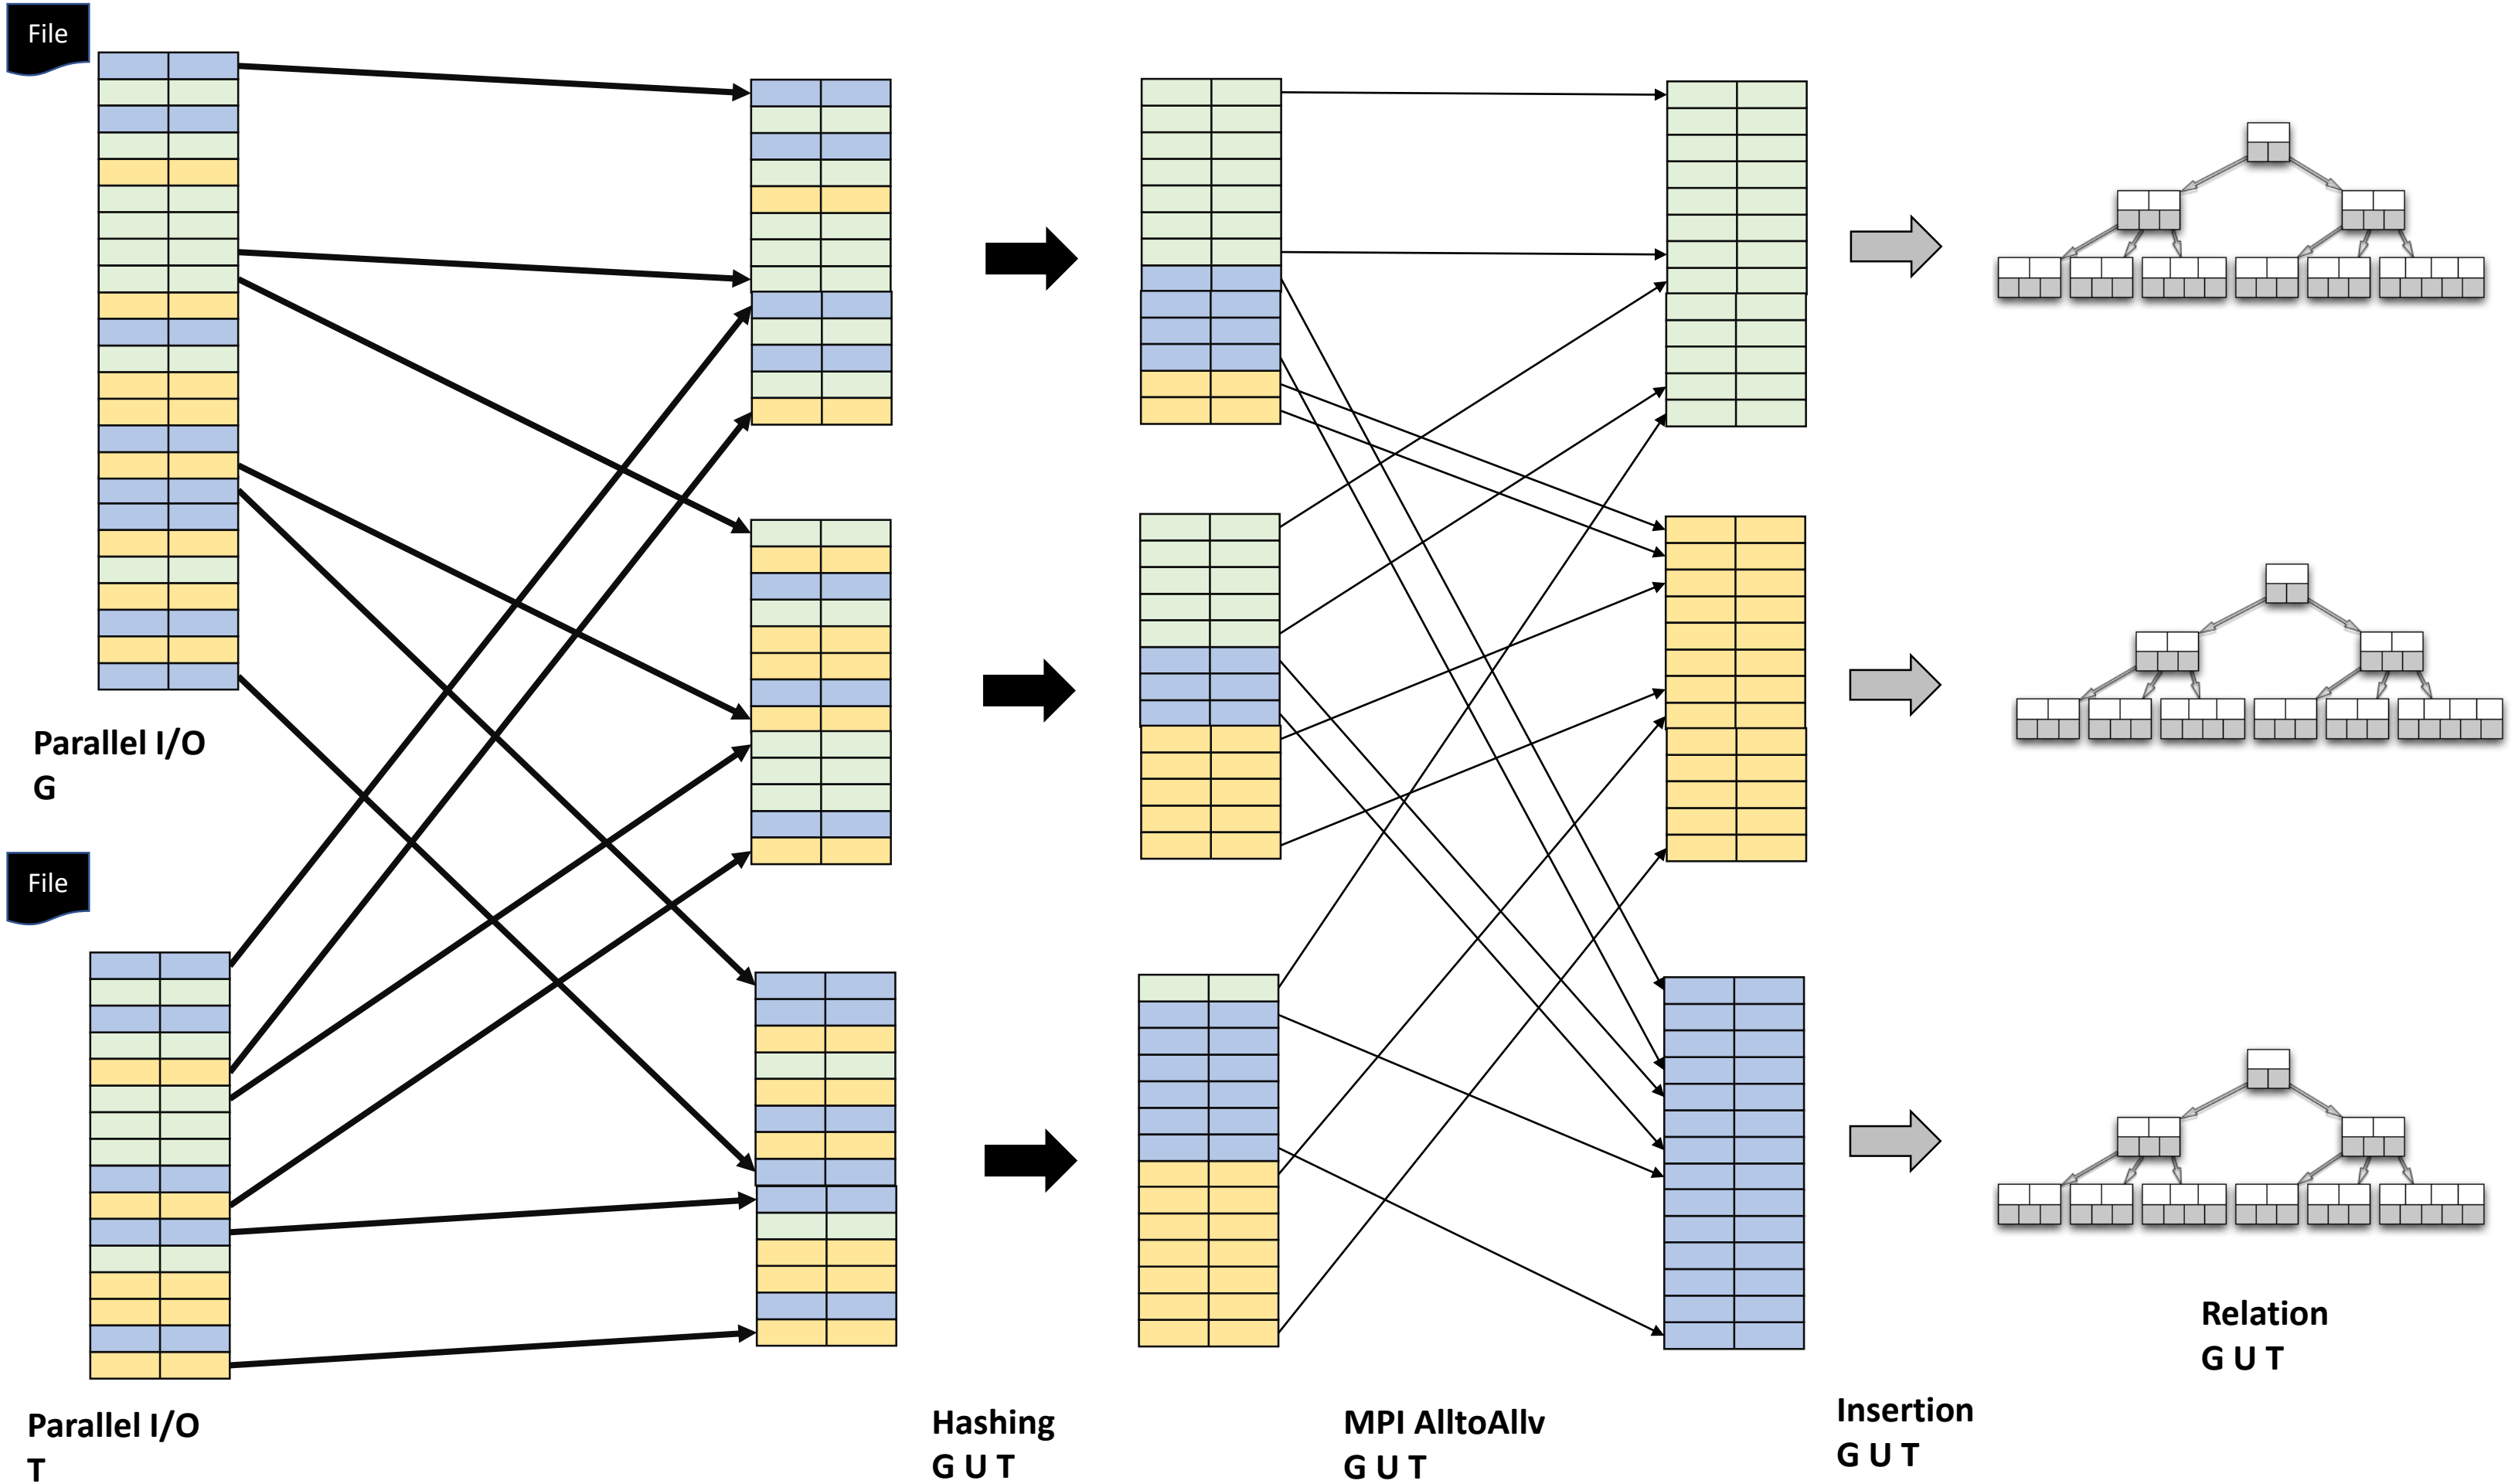 File
Parallel I/O
G
File
Parallel I/O
T
Hashing
G U T
MPI AlltoAllv
G U T
Insertion
G U T
Relation
G U T